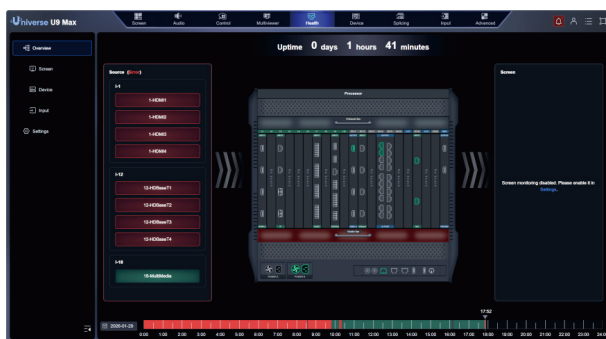 Universe U9 Max
Screen
Audio
Control
Multiviewer
Health
Device
Splicing
Input
Advanced
Overview
Screen
Device
Input
Settings
Uptime 0 days 1 hours 41 minutes
Source (Error)
I-1
1-HDMI1
1-HDMI2
1-HDMI3
1-HDMI4
I-12
12-HDBaseT1
12-HDBaseT2
12-HDBaseT3
12-HDBaseT4
I-16
16-MultiMedia
Processor
Screen
Screen monitoring disabled. Please enable it in
Settings.
17:52
2026-01-29
0:00 1:00 2:00 3:00 4:00 5:00 6:00 7:00 8:00 9:00 10:00 11:00 12:00 13:00 14:00 15:00 16:00 17:00 18:00 19:00 20:00 21:00 22:00 23:00 24:00